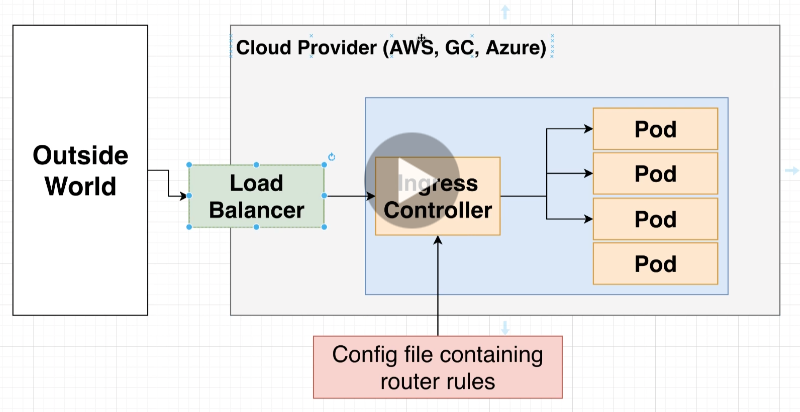 Cloud Provider (AWS, GC, Azure)
Outside
World
Load
Balancer
Ingress
Controller
Pod
Pod
Pod
Pod
Config file containing
router rules